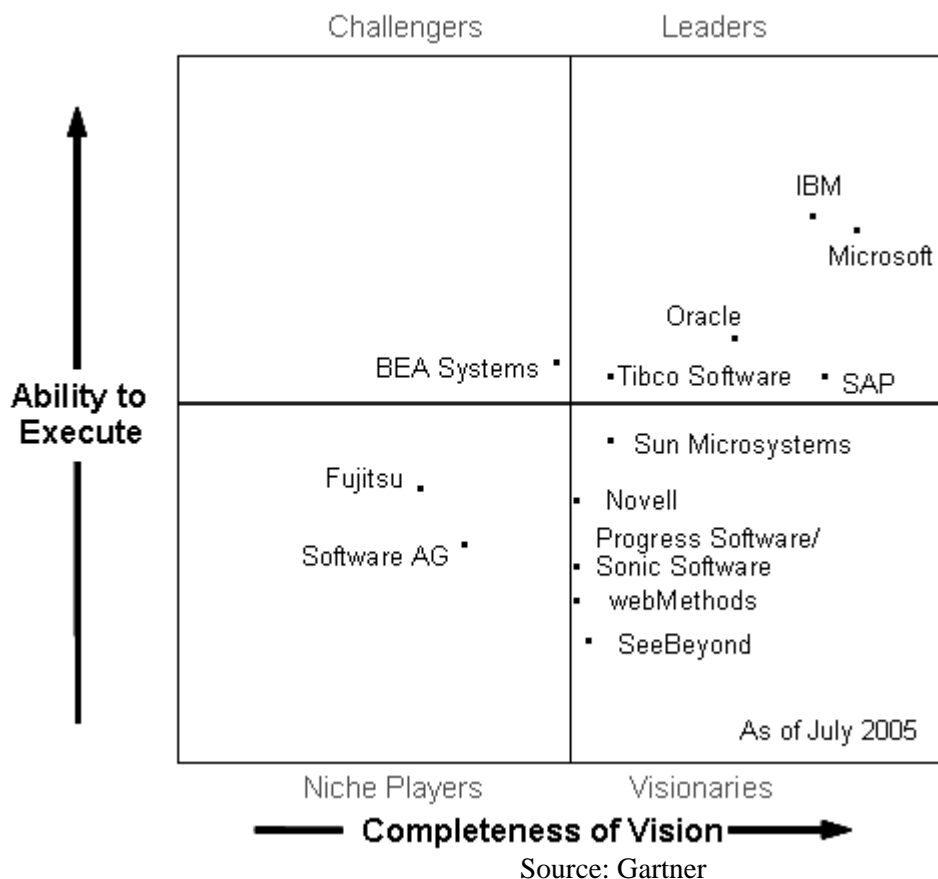 Challengers
Leaders
IBM
Microsoft
Oracle
BEA Systems
Tibco Software
SAP
Ability to
Execute
Sun Microsystems
Fujitsu
Novell
Progress Software/
Sonic Software
Software AG
webMethods
SeeBeyond
As of July 2005
Niche Players
Visionaries
Completeness of Vision
Source: Gartner